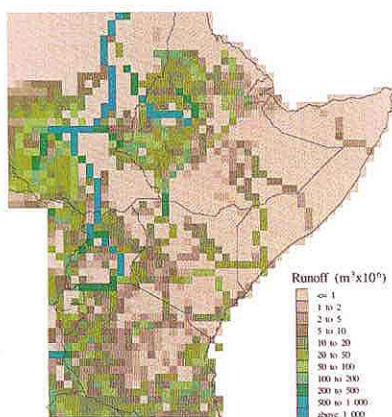 Runoff (m³x10⁶)
<= 1
1 to 2
2 to 5
5 to 10
10 to 20
20 to 50
50 to 100
100 to 200
200 to 500
500 to 1 000
above 1 000